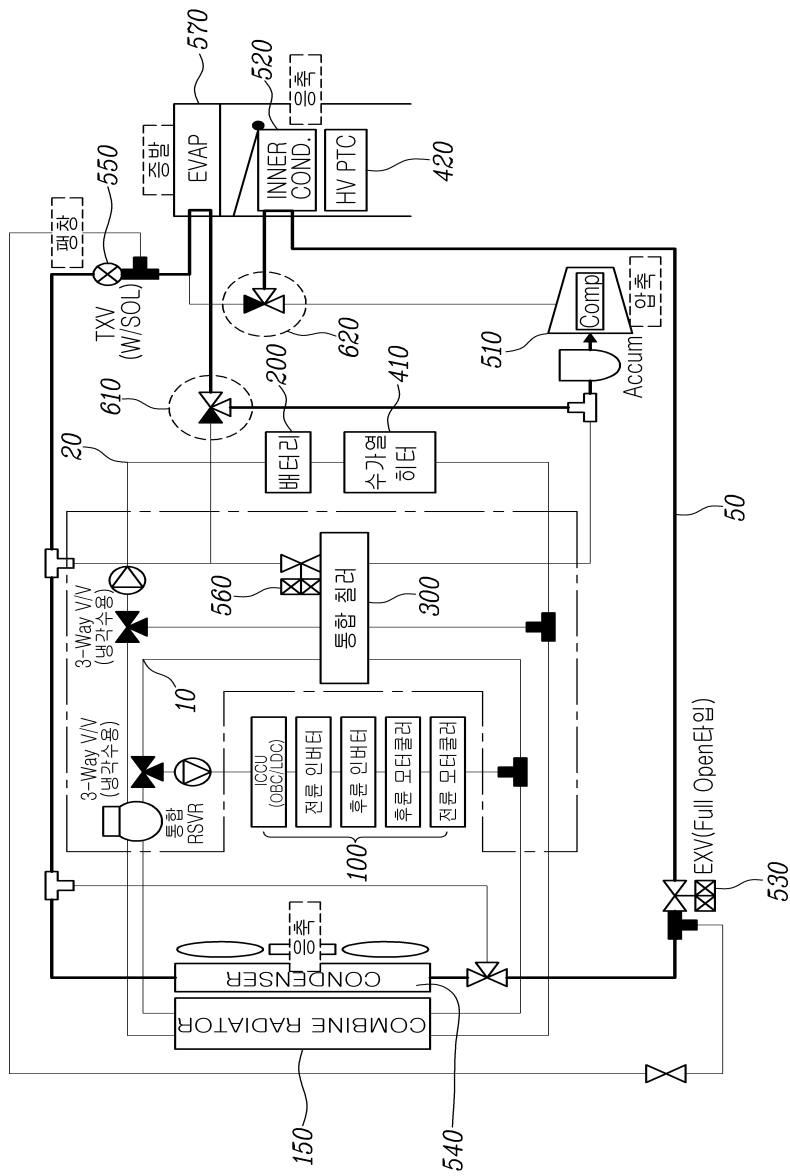 150
COMBINE RADIATOR
540
CONDENSER
응축
통합
RSVR
3-Way V/V
(냉각수용)
10
100
ICCU
(OBC/LDC)
전륜 인버터
후륜 인버터
후륜 모터쿨러
전륜 모터쿨러
EXV(Full Open타입)
530
3-Way V/V
(냉각수용)
20
560
통합 칠러
300
50
200
배터리
410
수가열
히터
610
620
510
Comp
압축
Accum
팽창
550
TXV
(W/SOL)
증발
EVAP
570
INNER
COND.
520
응축
HV PTC
420